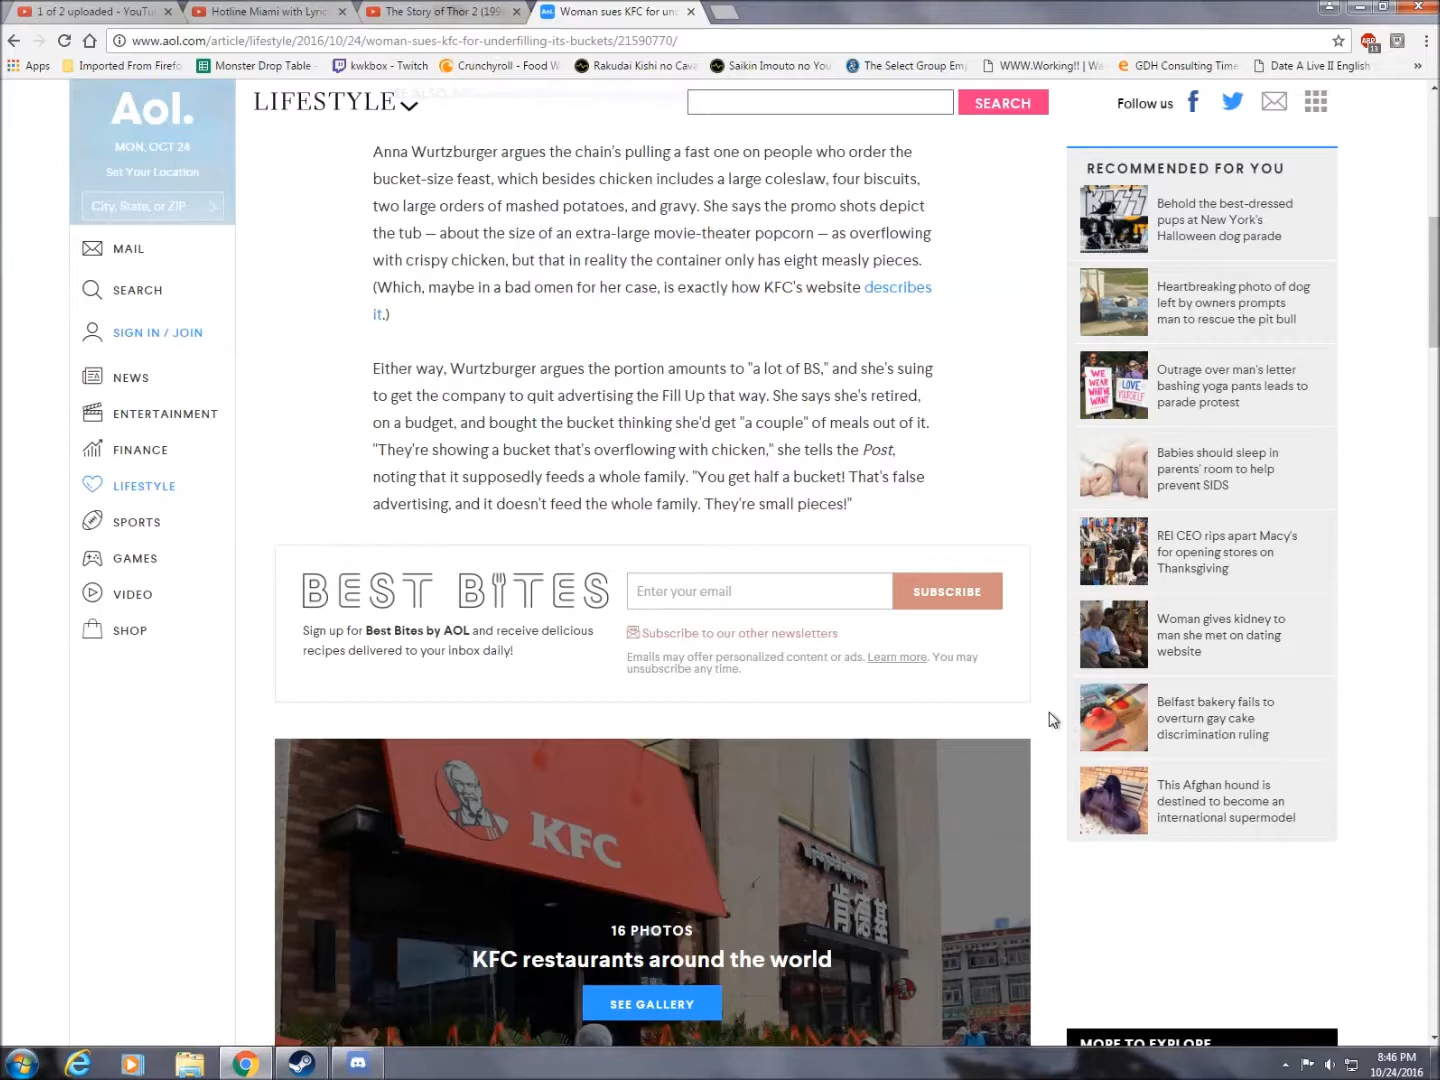 1 of 2 uploaded - YouTu
Hotline Miami with Lyric
The Story of Thor 2 (199
Woman sues KFC for unc
www.aol.com/article/lifestyle/2016/10/24/woman-sues-kfc-for-underfilling-its-buckets/21590770/
Apps
Imported From Firefo
Monster Drop Table
kwkbox - Twitch
Crunchyroll - Food W
Rakudai Kishi no Cava
Saikin Imouto no You
The Select Group Em
WWW.Working!! | Wa
GDH Consulting Time
Date A Live II English
»
Aol.
MON, OCT 24
Set Your Location
City, State, or ZIP
MAIL
SEARCH
SIGN IN / JOIN
NEWS
ENTERTAINMENT
FINANCE
LIFESTYLE
SPORTS
GAMES
VIDEO
SHOP
LIFESTYLE
SEARCH
Follow us
Anna Wurtzburger argues the chain's pulling a fast one on people who order the
bucket-size feast, which besides chicken includes a large coleslaw, four biscuits,
two large orders of mashed potatoes, and gravy. She says the promo shots depict
the tub — about the size of an extra-large movie-theater popcorn — as overflowing
with crispy chicken, but that in reality the container only has eight measly pieces.
(Which, maybe in a bad omen for her case, is exactly how KFC's website describes
it.)
Either way, Wurtzburger argues the portion amounts to "a lot of BS," and she's suing
to get the company to quit advertising the Fill Up that way. She says she's retired,
on a budget, and bought the bucket thinking she'd get "a couple" of meals out of it.
"They're showing a bucket that's overflowing with chicken," she tells the Post,
noting that it supposedly feeds a whole family. "You get half a bucket! That's false
advertising, and it doesn't feed the whole family. They're small pieces!"
BEST BITES
Sign up for Best Bites by AOL and receive delicious
recipes delivered to your inbox daily!
Enter your email
SUBSCRIBE
Subscribe to our other newsletters
Emails may offer personalized content or ads. Learn more. You may
unsubscribe any time.
KFC
肯德基
16 PHOTOS
KFC restaurants around the world
SEE GALLERY
RECOMMENDED FOR YOU
Behold the best-dressed
pups at New York's
Halloween dog parade
Heartbreaking photo of dog
left by owners prompts
man to rescue the pit bull
WE WEAR WHAT WE WANT
LOVE YOURSELF
Outrage over man's letter
bashing yoga pants leads to
parade protest
Babies should sleep in
parents' room to help
prevent SIDS
REI CEO rips apart Macy's
for opening stores on
Thanksgiving
Woman gives kidney to
man she met on dating
website
Belfast bakery fails to
overturn gay cake
discrimination ruling
This Afghan hound is
destined to become an
international supermodel
MORE TO EXPLORE
8:46 PM
10/24/2016